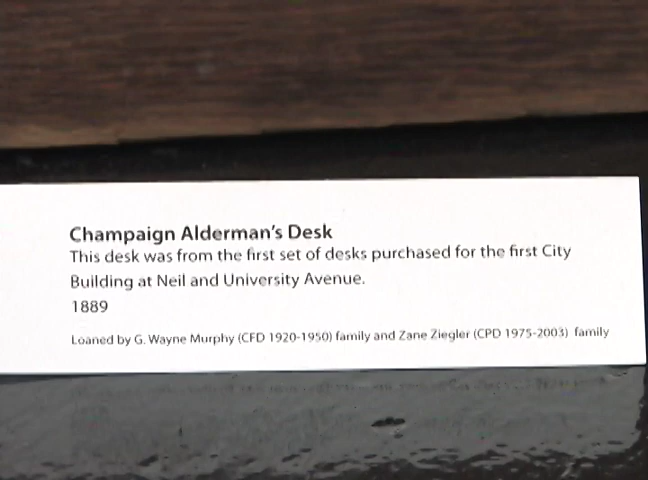 Champaign Alderman's Desk
This desk was from the first set of desks purchased for the first City
Building at Neil and University Avenue.
1889
Loaned by G. Wayne Murphy (CFD 1920-1950) family and Zane Ziegler (CPD 1975-2003) family